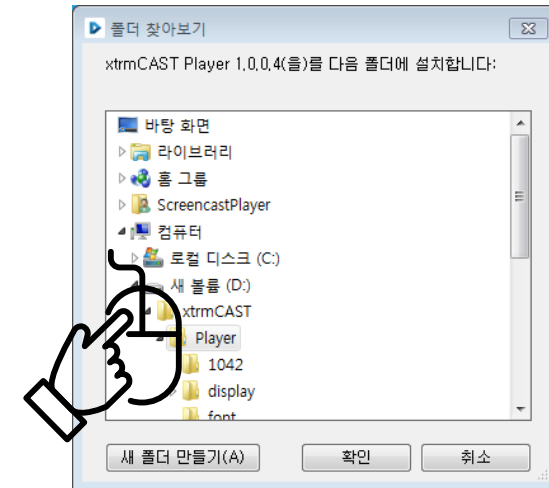 폴더 찾아보기
xtrmCAST Player 1,0,0,4(을)를 다음 폴더에 설치합니다:
바탕 화면
라이브러리
홈 그룹
ScreencastPlayer
컴퓨터
로컬 디스크 (C:)
새 볼륨 (D:)
xtrmCAST
Player
1042
display
font
새 폴더 만들기(A)
확인
취소